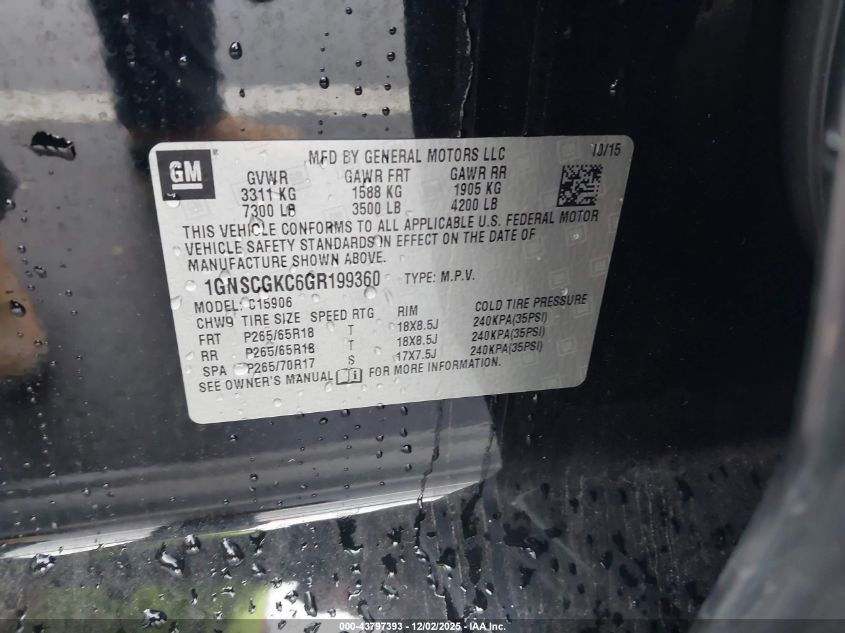 GM
MFD BY GENERAL MOTORS LLC 10/15
GVWR GAWR FRT GAWR RR
3311 KG 1588 KG 1905 KG
7300 LB 3500 LB 4200 LB
THIS VEHICLE CONFORMS TO ALL APPLICABLE U.S. FEDERAL MOTOR
VEHICLE SAFETY STANDARDS IN EFFECT ON THE DATE OF
MANUFACTURE SHOWN ABOVE.
1GNSCGKC6GR199360 TYPE: M.P.V.
MODEL: C15906
CHW9 TIRE SIZE SPEED RTG RIM COLD TIRE PRESSURE
FRT P265/65R18 T 18X8.5J 240KPA(35PSI)
RR P265/65R18 T 18X8.5J 240KPA(35PSI)
SPA P265/70R17 S 17X7.5J 240KPA(35PSI)
SEE OWNER'S MANUAL FOR MORE INFORMATION.
000-43797393 - 12/02/2025 - IAA Inc.